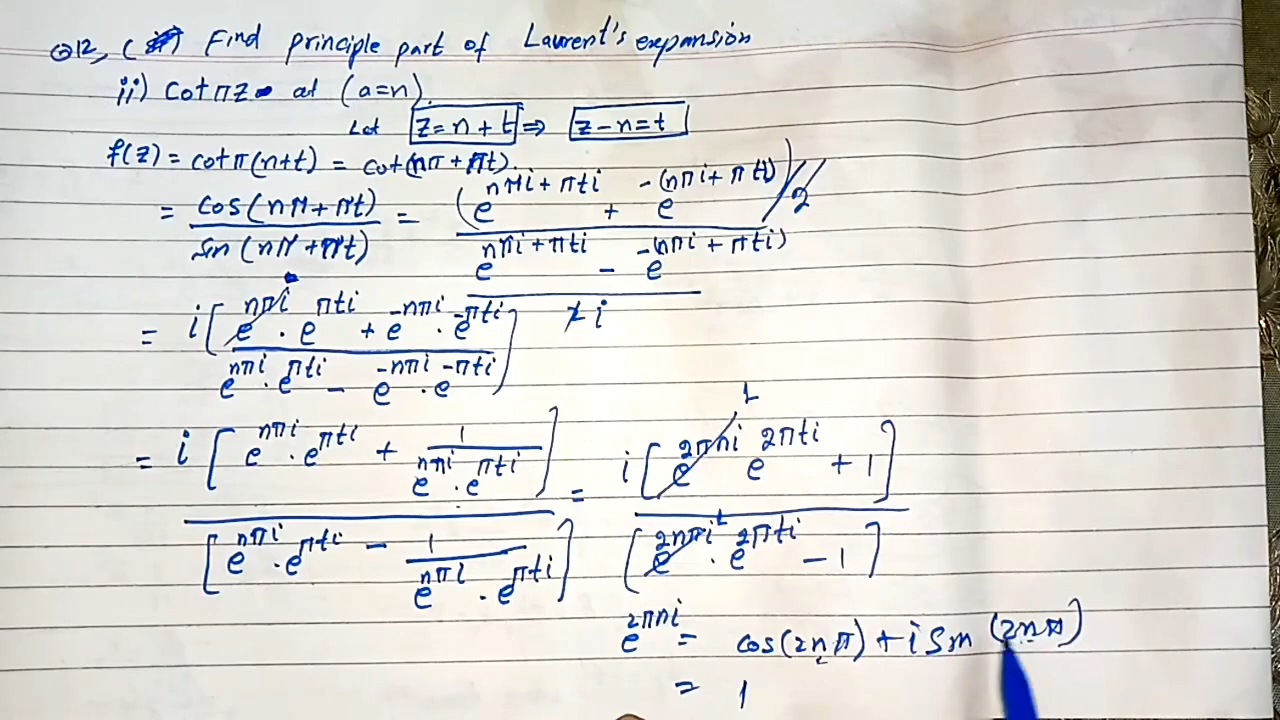 Q12, (ii) Find principle part of Laurent's expansion
ii) cotπz at (a=n).
Let z=n+t ⇒ z-n=t
f(z) = cotπ(n+t) = cot(nπ+πt).
= cos(nπ+πt)/sin(nπ+πt) = (e^{nπi+πti} + e^{-(nπi+πti)})/2 / (e^{nπi+πti} - e^{-(nπi+πti)})/2i
= i[e^{nπi}·e^{πti} + e^{-nπi}·e^{-πti} / e^{nπi}·e^{πti} - e^{-nπi}·e^{-πti}]
= i[e^{nπi}·e^{πti} + 1/e^{nπi}·e^{πti}] / [e^{nπi}·e^{πti} - 1/e^{nπi}·e^{πti}] = i[e^{2πni} e^{2πti} + 1] / [e^{2nπi}·e^{2πti} - 1]
e^{2πni} = cos(2nπ) + i Sin(2nπ)
= 1